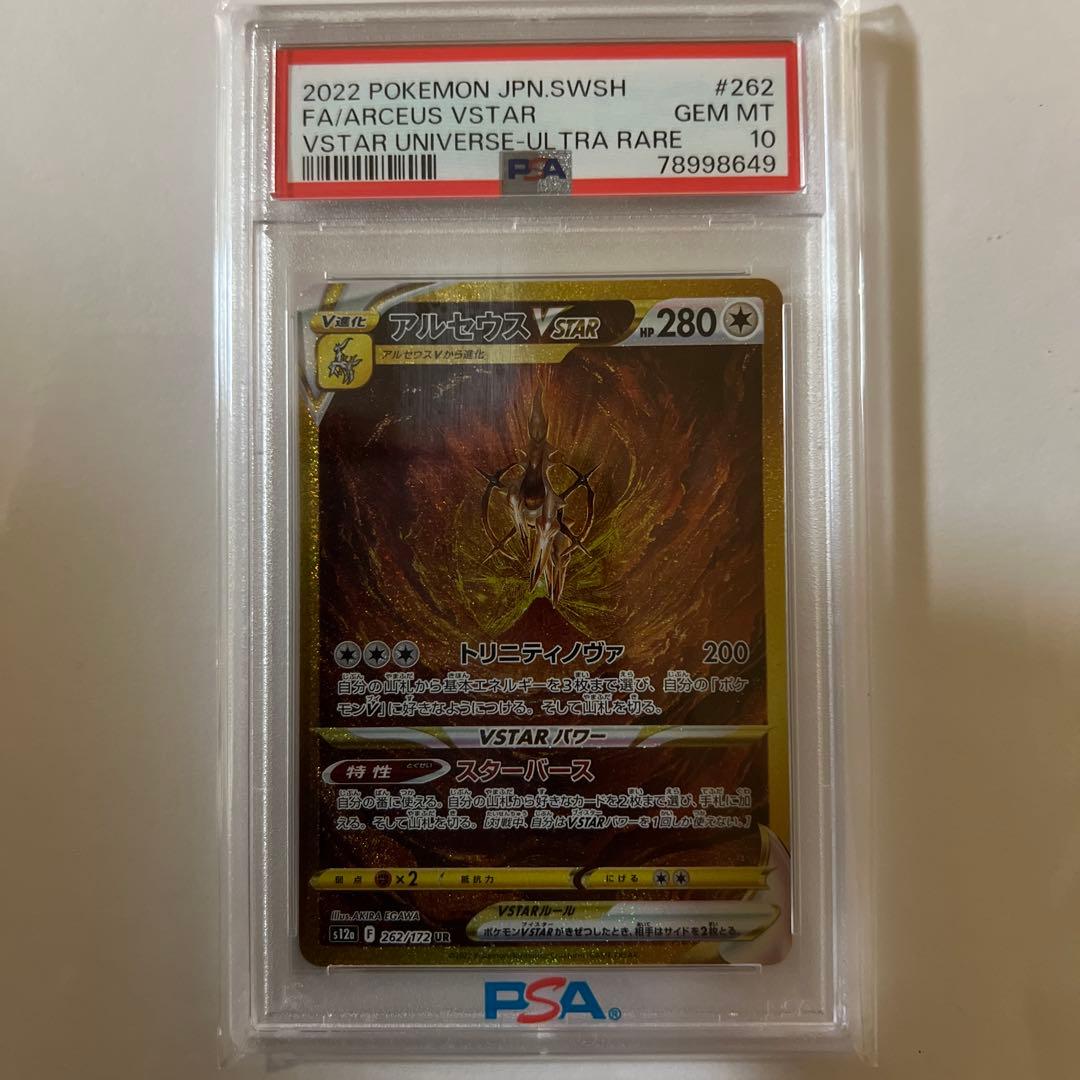 2022 POKEMON JPN.SWSH #262
FA/ARCEUS VSTAR GEM MT
VSTAR UNIVERSE-ULTRA RARE 10
PSA 78998649
V進化 アルセウス VSTAR HP 280
アルセウスVから進化
トリニティノヴァ 200
自分の山札から基本エネルギーを3枚まで選び、自分の「ポケ
モンV」に好きなようにつける。そして山札を切る。
VSTARパワー
特性 スターバース
自分の番に使える。自分の山札から好きなカードを2枚まで選び、手札に加
える。そして山札を切る。[対戦中、自分はVSTARパワーを1回しか使えない。]
弱点 ×2 抵抗力 にげる
Illus. AKIRA EGAWA
VSTARルール
s12a F 262/172 UR
ポケモンVSTARがきぜつしたとき、相手はサイドを2枚とる。
PSA®